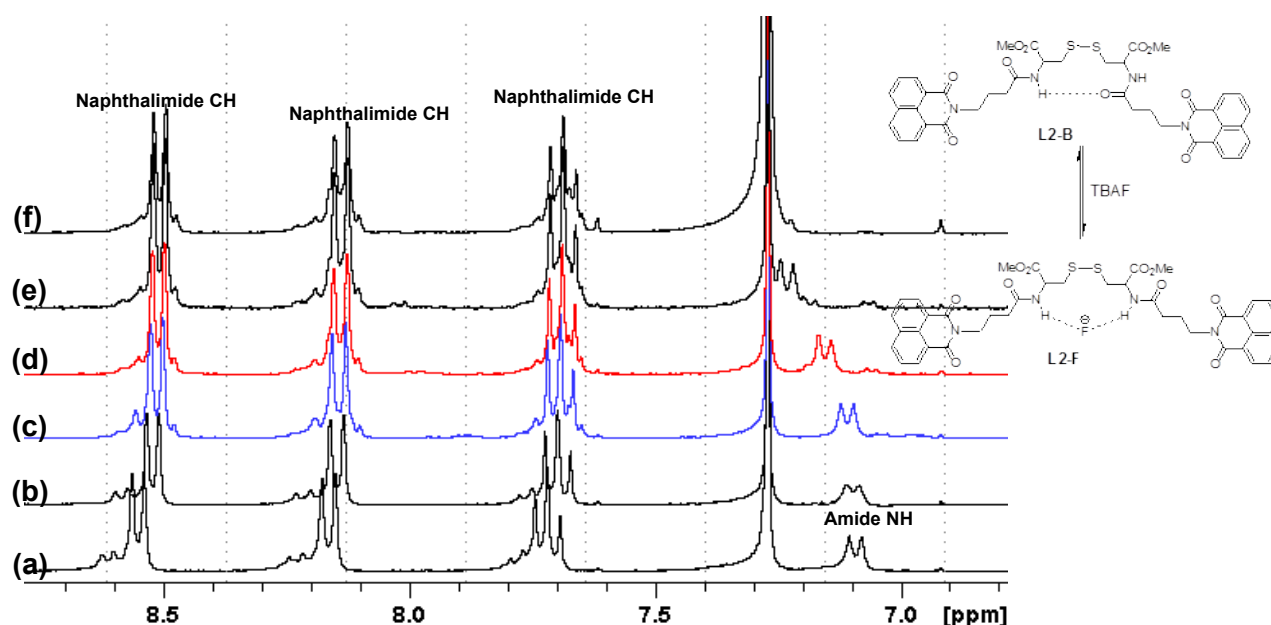 Naphthalimide CH
Naphthalimide CH
Naphthalimide CH
(f)
(e)
(d)
(c)
(b)
(a)
Amide NH
8.5 8.0 7.5 7.0 [ppm]
MeO₂C S S CO₂Me
O NH
N
H O
O N O
O
N
O
L2-B
TBAF
MeO₂C S S CO₂Me
O N N O
H H
⊖
F
O N O
O
N
O
L2-F